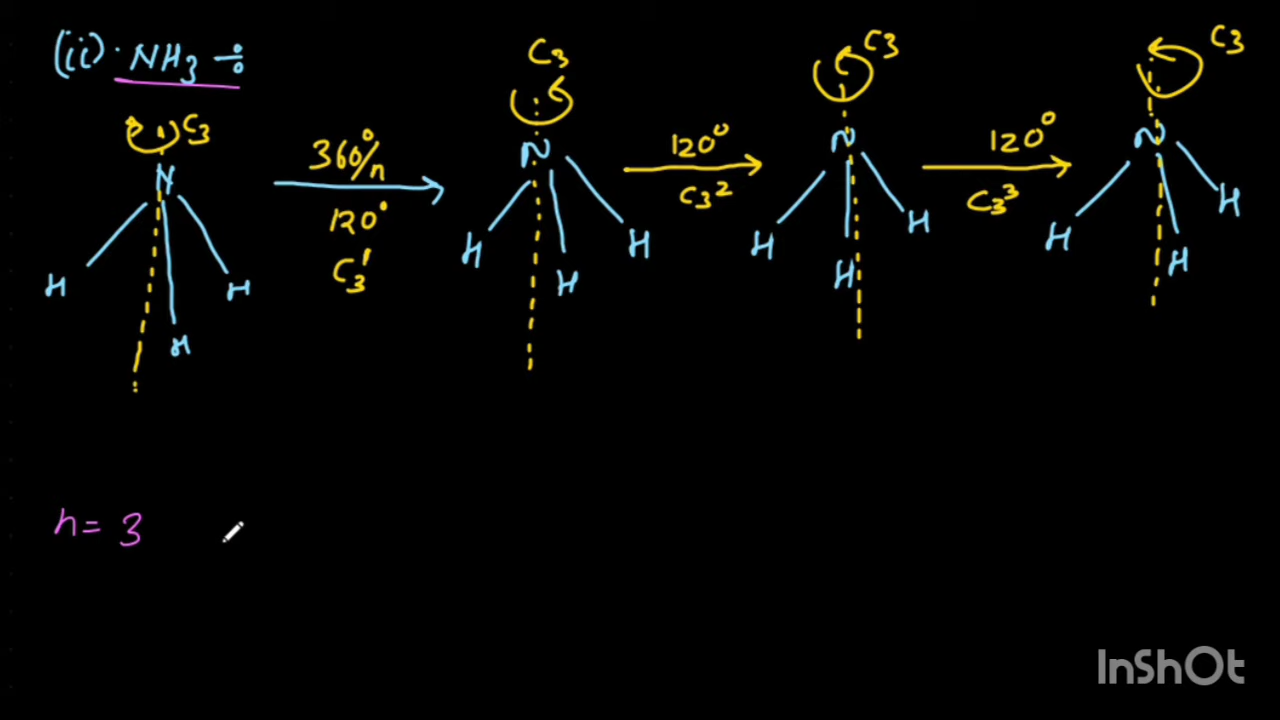 (ii). NH₃ ÷
C₃
N
H
H
H
360°/n
120°
C₃¹
C₃
N
H
H
H
120°
C₃²
C₃
N
H
H
H
120°
C₃³
C₃
N
H
H
H
n = 3
InShOt